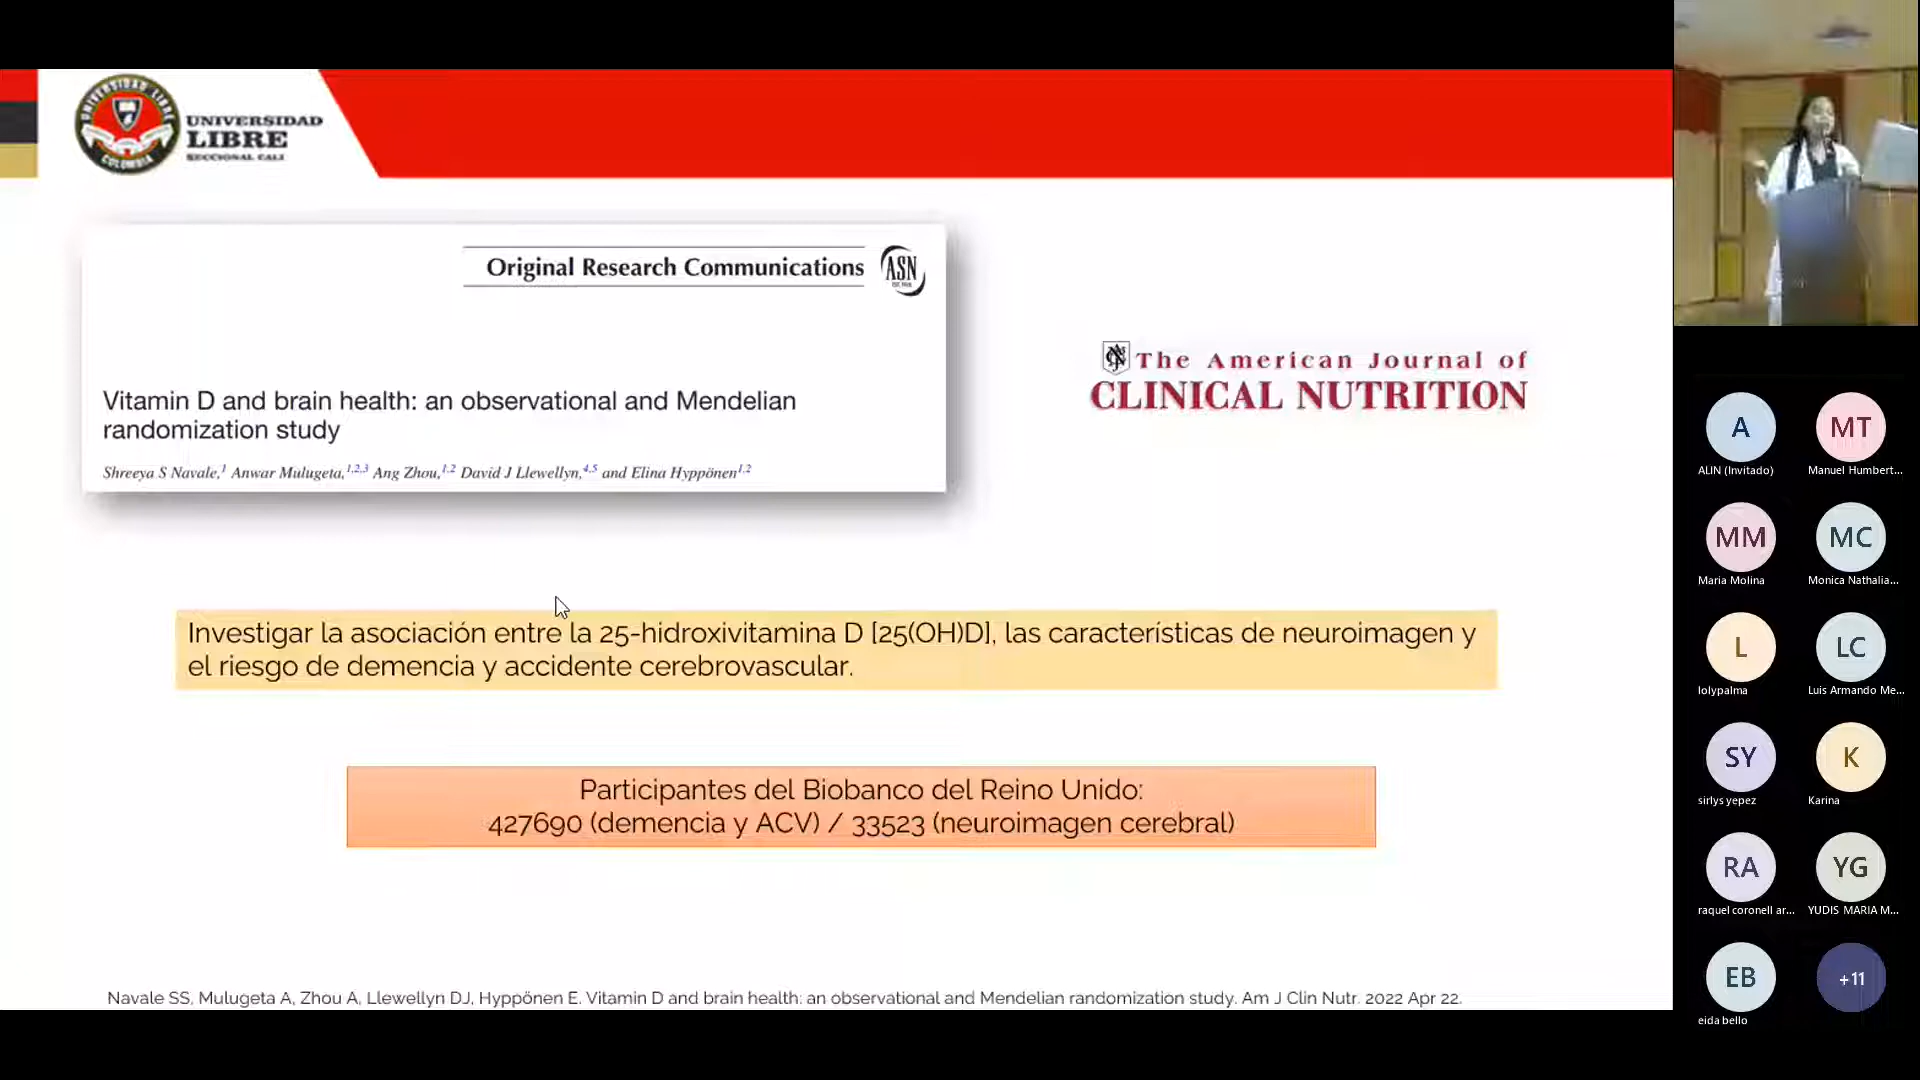 UNIVERSIDAD LIBRE
COLOMBIA
UNIVERSIDAD
LIBRE
SECCIONAL CALI
Original Research Communications
ASN
Vitamin D and brain health: an observational and Mendelian
randomization study
Shreeya S Navale,1 Anwar Mulugeta,1,2,3 Ang Zhou,1,2 David J Llewellyn,4,5 and Elina Hyppönen1,2
The American Journal of
CLINICAL NUTRITION
Investigar la asociación entre la 25-hidroxivitamina D [25(OH)D], las características de neuroimagen y
el riesgo de demencia y accidente cerebrovascular.
Participantes del Biobanco del Reino Unido:
427690 (demencia y ACV) / 33523 (neuroimagen cerebral)
Navale SS, Mulugeta A, Zhou A, Llewellyn DJ, Hyppönen E. Vitamin D and brain health: an observational and Mendelian randomization study. Am J Clin Nutr. 2022 Apr 22.
A
ALIN (Invitado)
MT
Manuel Humbert...
MM
Maria Molina
MC
Monica Nathalia...
L
lolypalma
LC
Luis Armando Me...
SY
sirlys yepez
K
Karina
RA
raquel coronell ar...
YG
YUDIS MARIA M...
EB
eida bello
+11